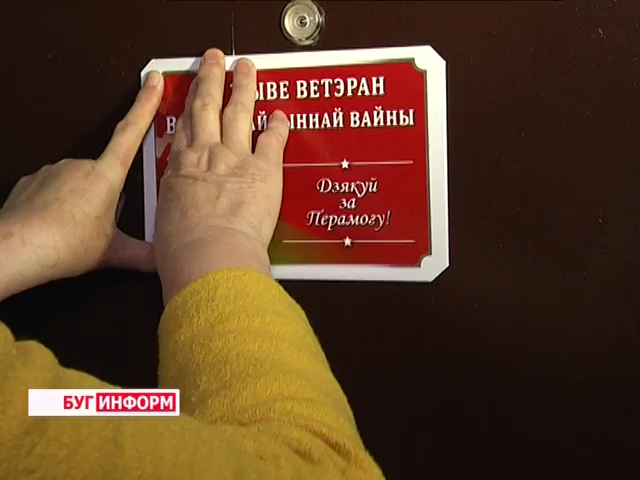 ВЕТЭРАН
ВАЙНЫ
Дзякуй
за
Перамогу!
БУГИНФОРМ